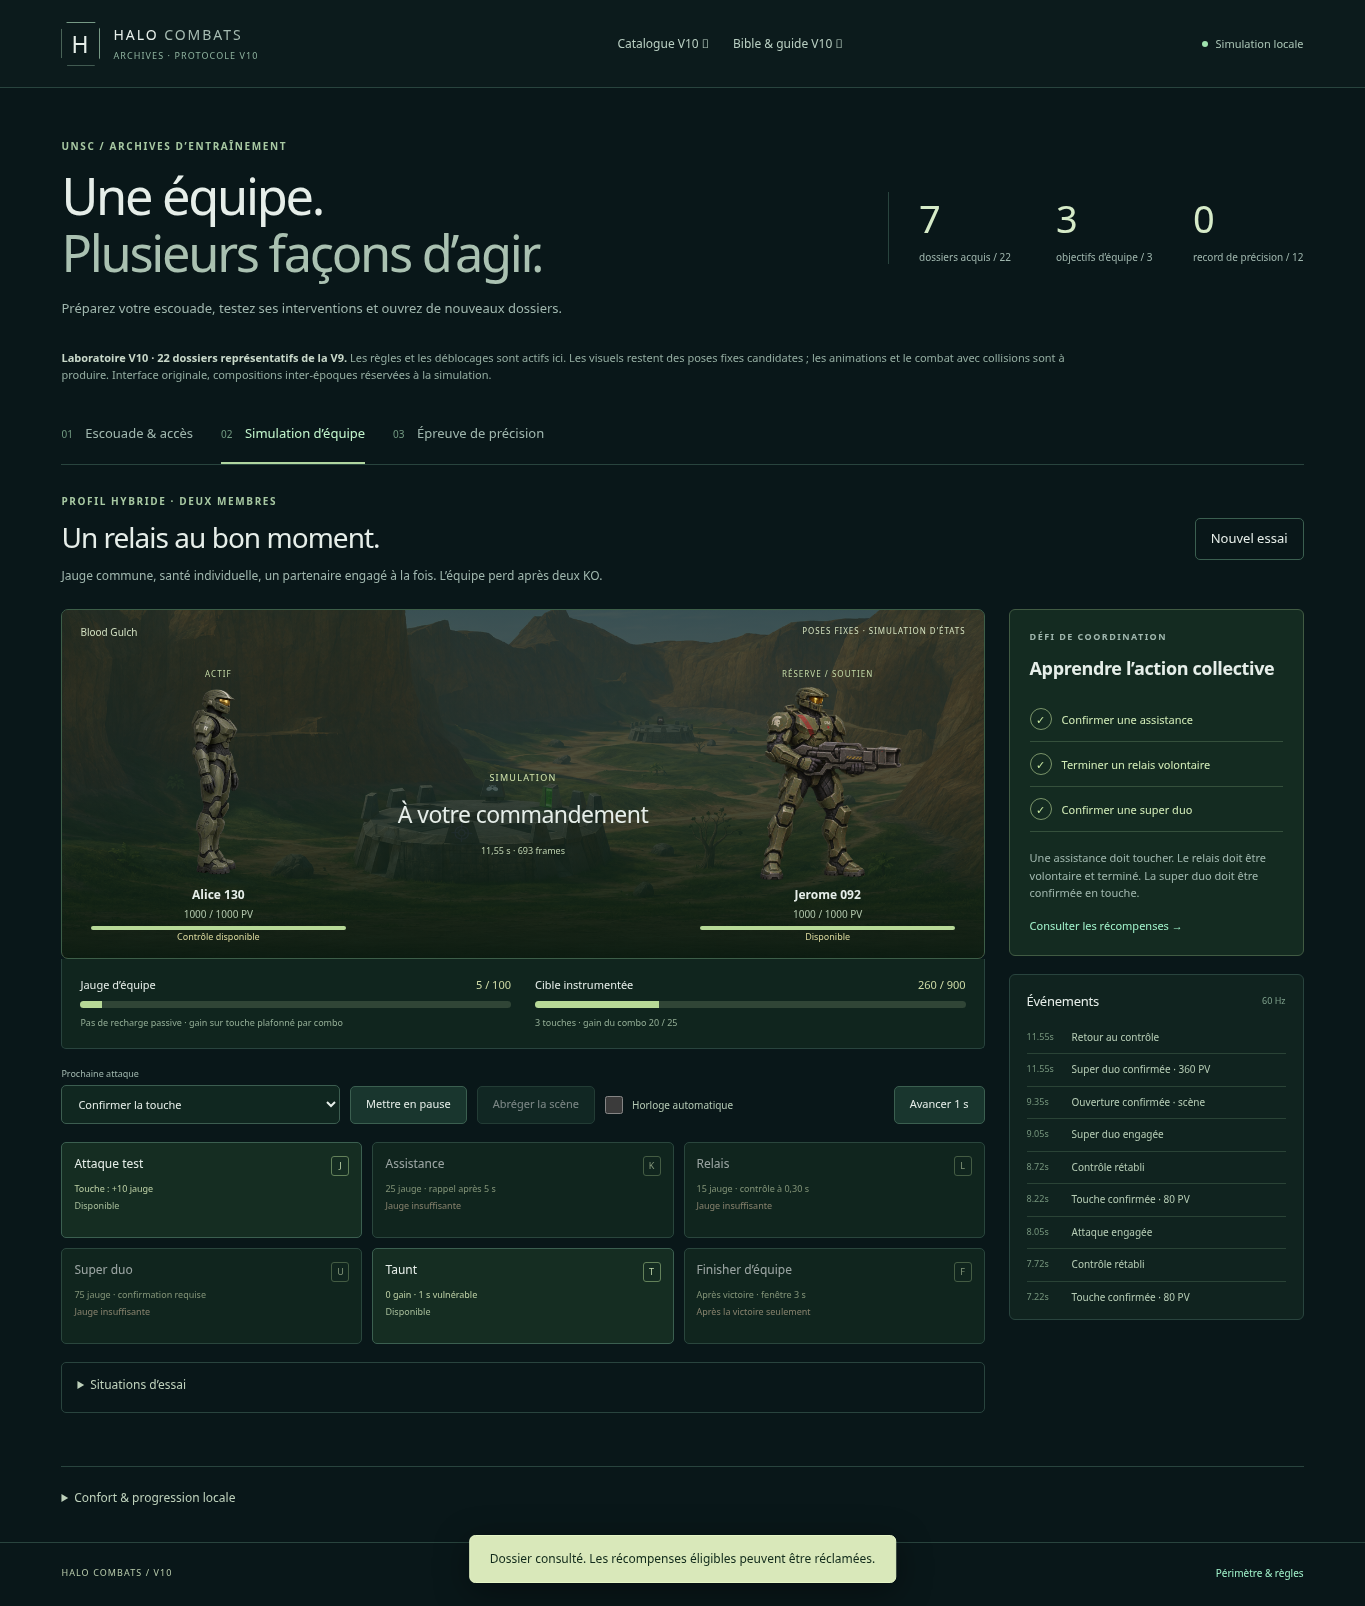 H
HALO COMBATS
ARCHIVES · PROTOCOLE V10
Catalogue V10
Bible & guide V10
Simulation locale
UNSC / ARCHIVES D’ENTRAÎNEMENT
Une équipe.
Plusieurs façons d’agir.
Préparez votre escouade, testez ses interventions et ouvrez de nouveaux dossiers.
7
dossiers acquis / 22
3
objectifs d’équipe / 3
0
record de précision / 12
Laboratoire V10 · 22 dossiers représentatifs de la V9. Les règles et les déblocages sont actifs ici. Les visuels restent des poses fixes candidates ; les animations et le combat avec collisions sont à
produire. Interface originale, compositions inter-époques réservées à la simulation.
01 Escouade & accès
02 Simulation d’équipe
03 Épreuve de précision
PROFIL HYBRIDE · DEUX MEMBRES
Un relais au bon moment.
Jauge commune, santé individuelle, un partenaire engagé à la fois. L’équipe perd après deux KO.
Nouvel essai
Blood Gulch
POSES FIXES · SIMULATION D’ÉTATS
ACTIF
RÉSERVE / SOUTIEN
SIMULATION
À votre commandement
11,55 s · 693 frames
Alice 130
1000 / 1000 PV
Contrôle disponible
Jerome 092
1000 / 1000 PV
Disponible
Jauge d’équipe
5 / 100
Pas de recharge passive · gain sur touche plafonné par combo
Cible instrumentée
260 / 900
3 touches · gain du combo 20 / 25
Prochaine attaque
Confirmer la touche
Mettre en pause
Abréger la scène
Horloge automatique
Avancer 1 s
Attaque test
J
Touche : +10 jauge
Disponible
Assistance
K
25 jauge · rappel après 5 s
Jauge insuffisante
Relais
L
15 jauge · contrôle à 0,30 s
Jauge insuffisante
Super duo
U
75 jauge · confirmation requise
Jauge insuffisante
Taunt
T
0 gain · 1 s vulnérable
Disponible
Finisher d’équipe
F
Après victoire · fenêtre 3 s
Après la victoire seulement
Situations d’essai
DÉFI DE COORDINATION
Apprendre l’action collective
✓ Confirmer une assistance
✓ Terminer un relais volontaire
✓ Confirmer une super duo
Une assistance doit toucher. Le relais doit être
volontaire et terminé. La super duo doit être
confirmée en touche.
Consulter les récompenses →
Événements
60 Hz
11.55s Retour au contrôle
11.55s Super duo confirmée · 360 PV
9.35s Ouverture confirmée · scène
9.05s Super duo engagée
8.72s Contrôle rétabli
8.22s Touche confirmée · 80 PV
8.05s Attaque engagée
7.72s Contrôle rétabli
7.22s Touche confirmée · 80 PV
Confort & progression locale
Dossier consulté. Les récompenses éligibles peuvent être réclamées.
HALO COMBATS / V10
Périmètre & règles